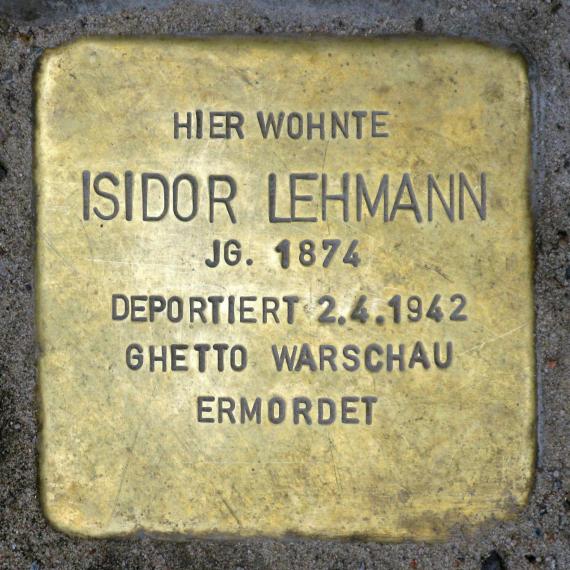 HIER WOHNTE
ISIDOR LEHMANN
JG. 1874
DEPORTIERT 2.4.1942
GHETTO WARSCHAU
ERMORDET